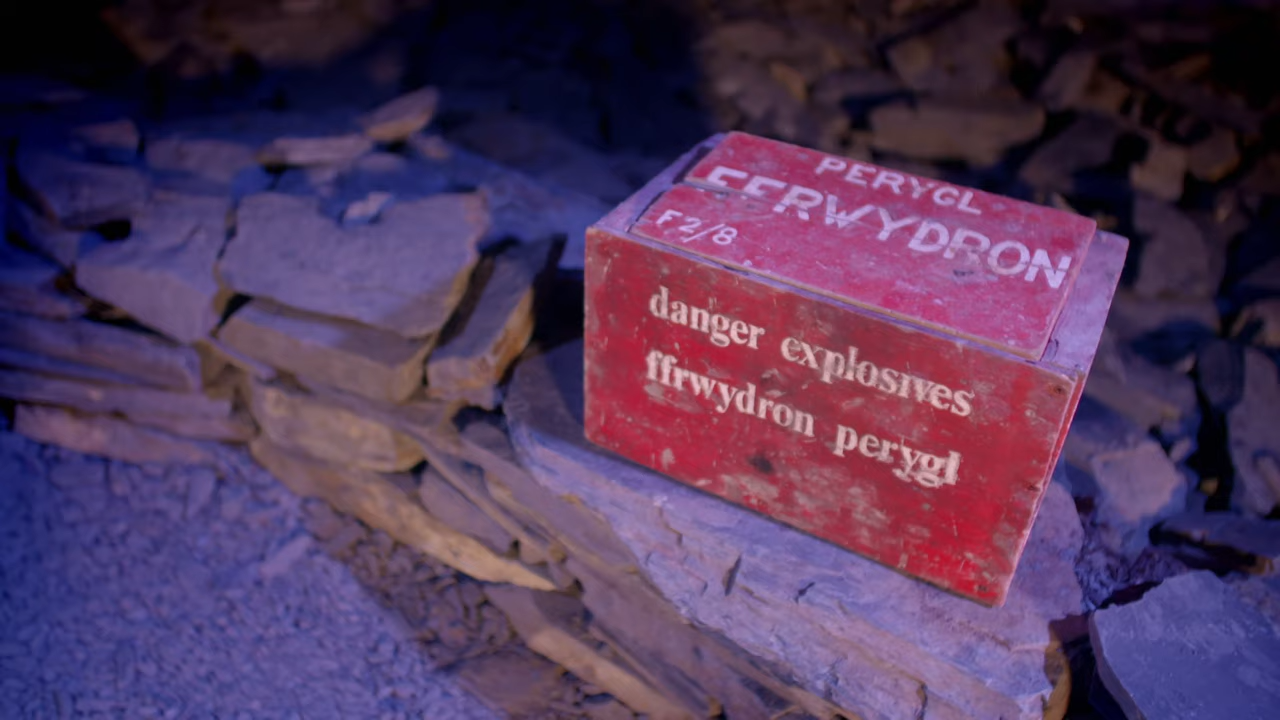 PERYGL
FFRWYDRON
F2/8
danger explosives
ffrwydron perygl